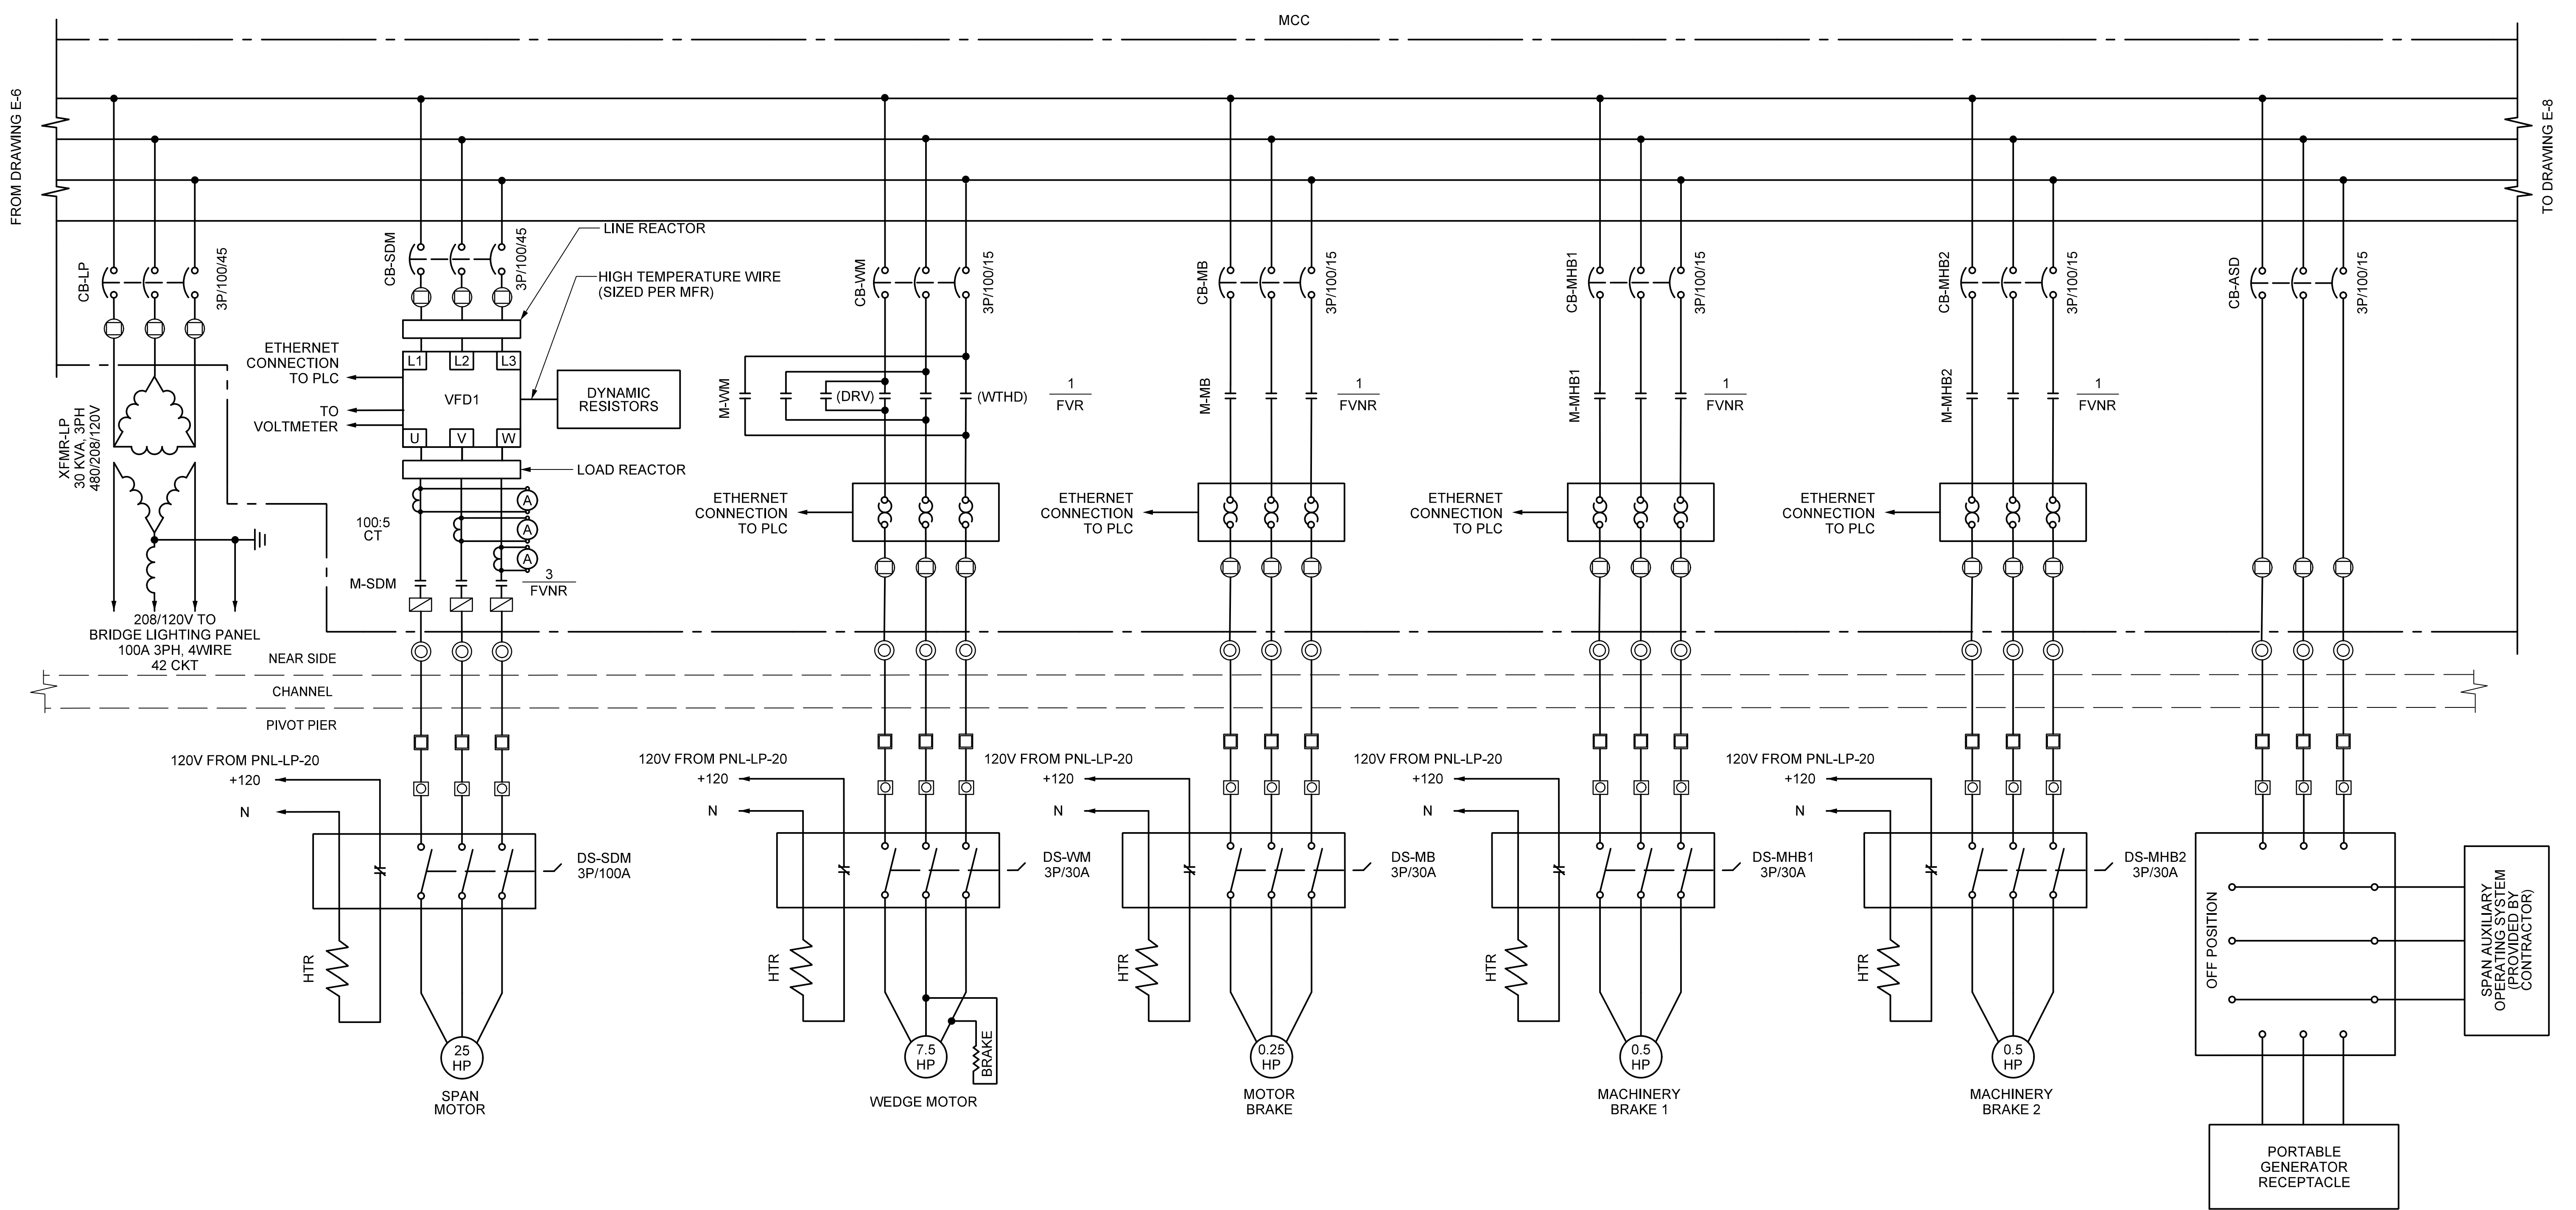 MCC
FROM DRAWING E-6
TO DRAWING E-8
CB-LP
3P/100/45
CB-SDM
3P/100/45
LINE REACTOR
HIGH TEMPERATURE WIRE
(SIZED PER MFR)
CB-WM
3P/100/15
CB-MB
3P/100/15
CB-MHB1
3P/100/15
CB-MHB2
3P/100/15
CB-ASD
3P/100/15
ETHERNET
CONNECTION
TO PLC
TO
VOLTMETER
L1 L2 L3
VFD1
U V W
DYNAMIC
RESISTORS
LOAD REACTOR
XFMR-LP
30 KVA, 3PH
480/208/120V
M-WM
(DRV)
(WTHD)
1
FVR
M-MB
1
FVNR
M-MHB1
1
FVNR
M-MHB2
1
FVNR
100:5
CT
A
A
A
M-SDM
3
FVNR
ETHERNET
CONNECTION
TO PLC
ETHERNET
CONNECTION
TO PLC
ETHERNET
CONNECTION
TO PLC
ETHERNET
CONNECTION
TO PLC
208/120V TO
BRIDGE LIGHTING PANEL
100A 3PH, 4WIRE
42 CKT
NEAR SIDE
CHANNEL
PIVOT PIER
120V FROM PNL-LP-20
+120
N
DS-SDM
3P/100A
HTR
25
HP
SPAN
MOTOR
120V FROM PNL-LP-20
+120
N
DS-WM
3P/30A
HTR
7.5
HP
BRAKE
WEDGE MOTOR
120V FROM PNL-LP-20
+120
N
DS-MB
3P/30A
HTR
0.25
HP
MOTOR
BRAKE
120V FROM PNL-LP-20
+120
N
DS-MHB1
3P/30A
HTR
0.5
HP
MACHINERY
BRAKE 1
120V FROM PNL-LP-20
+120
N
DS-MHB2
3P/30A
HTR
0.5
HP
MACHINERY
BRAKE 2
OFF POSITION
SPAN AUXILIARY
OPERATING SYSTEM
(PROVIDED BY
CONTRACTOR)
PORTABLE
GENERATOR
RECEPTACLE